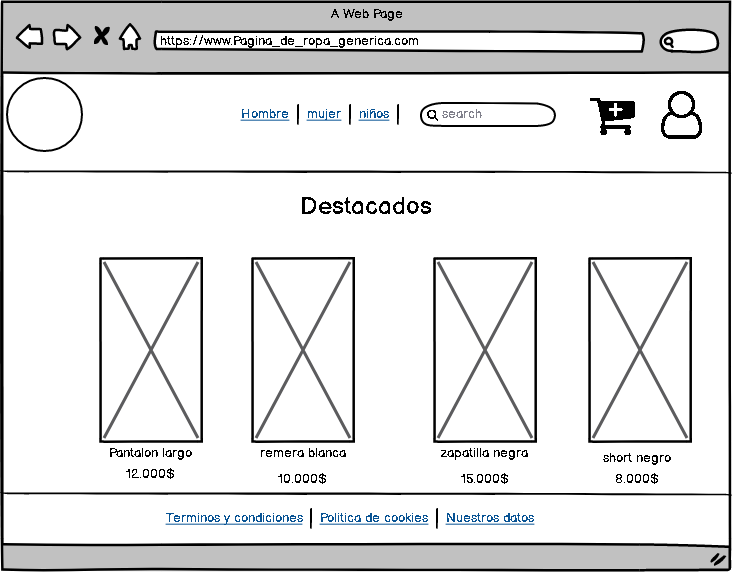 A Web Page
https://www.Pagina_de_ropa_generica.com
Hombre | mujer | niños |
search
Destacados
Pantalon largo
remera blanca
zapatilla negra
short negro
12.000$
10.000$
15.000$
8.000$
Terminos y condiciones | Politica de cookies | Nuestros datos